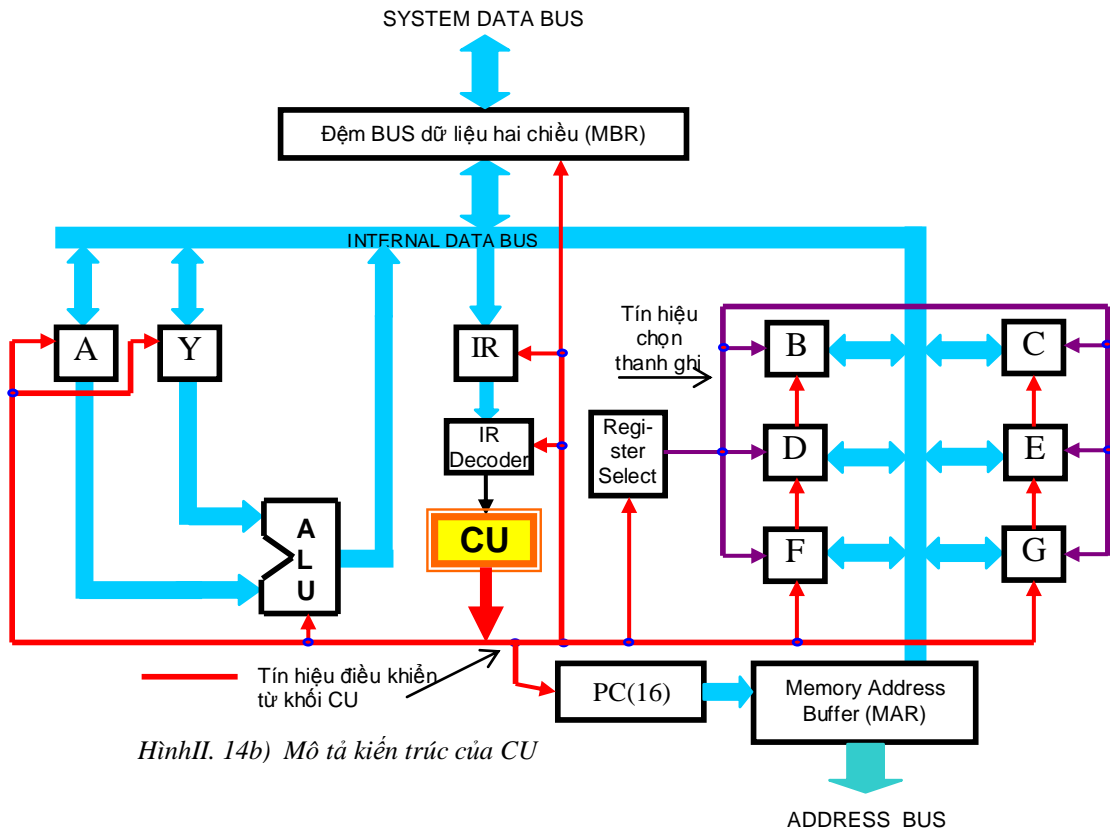 SYSTEM DATA BUS
Đệm BUS dữ liệu hai chiều (MBR)
INTERNAL DATA BUS
A
Y
IR
IR
Decoder
CU
A
L
U
Tín hiệu
chọn
thanh ghi
Regi-
ster
Select
B
C
D
E
F
G
Tín hiệu điều khiển
từ khối CU
PC(16)
Memory Address
Buffer (MAR)
HìnhII. 14b) Mô tả kiến trúc của CU
ADDRESS BUS